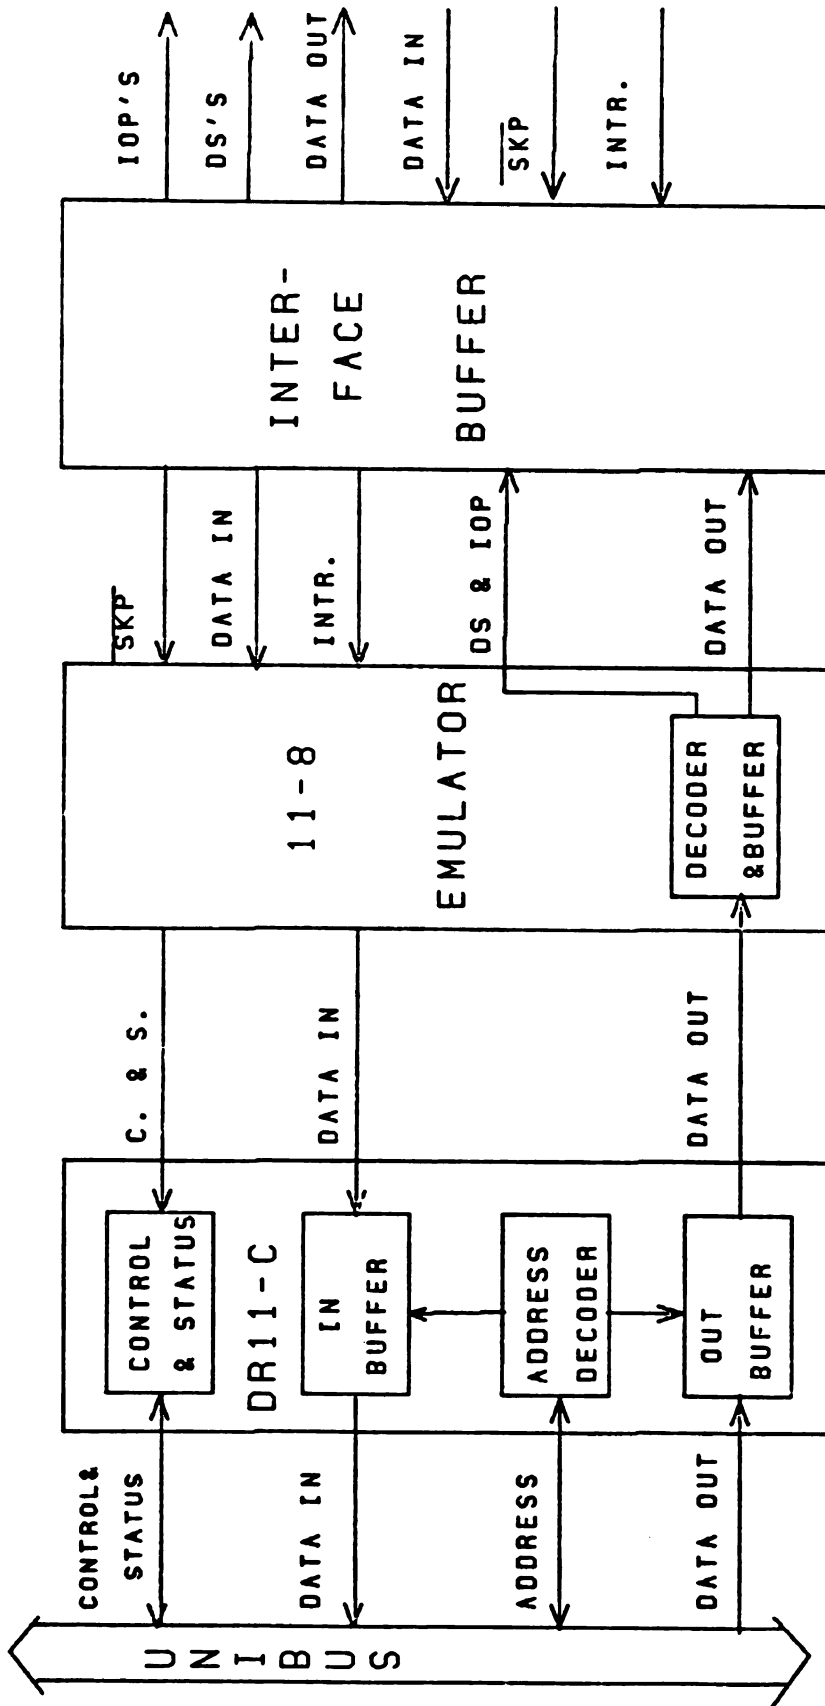 UNIBUS
CONTROL&
STATUS
DATA IN
ADDRESS
DATA OUT
CONTROL
& STATUS
DR11-C
IN
BUFFER
ADDRESS
DECODER
OUT
BUFFER
C. & S.
DATA IN
DATA OUT
11-8
EMULATOR
DECODER
&BUFFER
SKP
DATA IN
INTR.
DS & IOP
DATA OUT
INTER-
FACE
BUFFER
IOP'S
DS'S
DATA OUT
DATA IN
SKP
INTR.